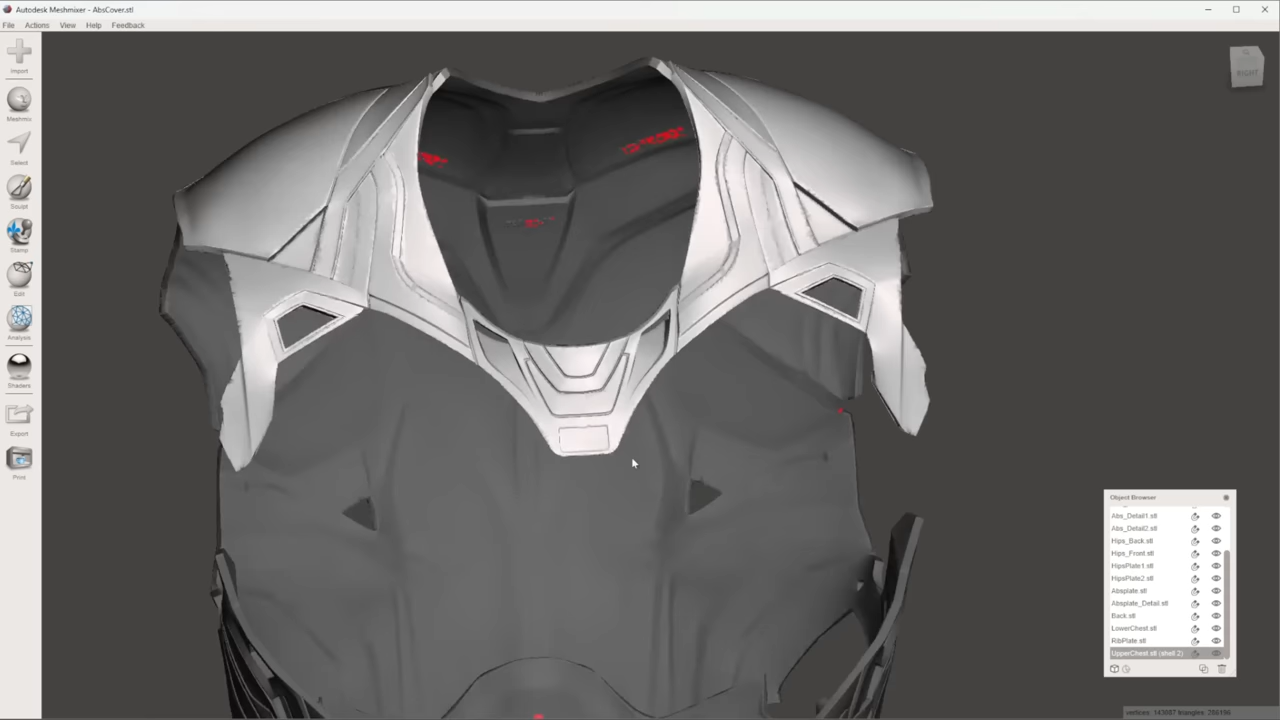 Autodesk Meshmixer - AbsCover.stl
File Actions View Help Feedback
Import
Meshmix
Select
Sculpt
Stamp
Edit
Analysis
Shaders
Export
Print
RIGHT
Object Browser
Abs_Detail1.stl
Abs_Detail2.stl
Hips_Back.stl
Hips_Front.stl
HipsPlate1.stl
HipsPlate2.stl
Absplate.stl
Absplate_Detail.stl
Back.stl
LowerChest.stl
RibPlate.stl
UpperChest.stl (shell 2)